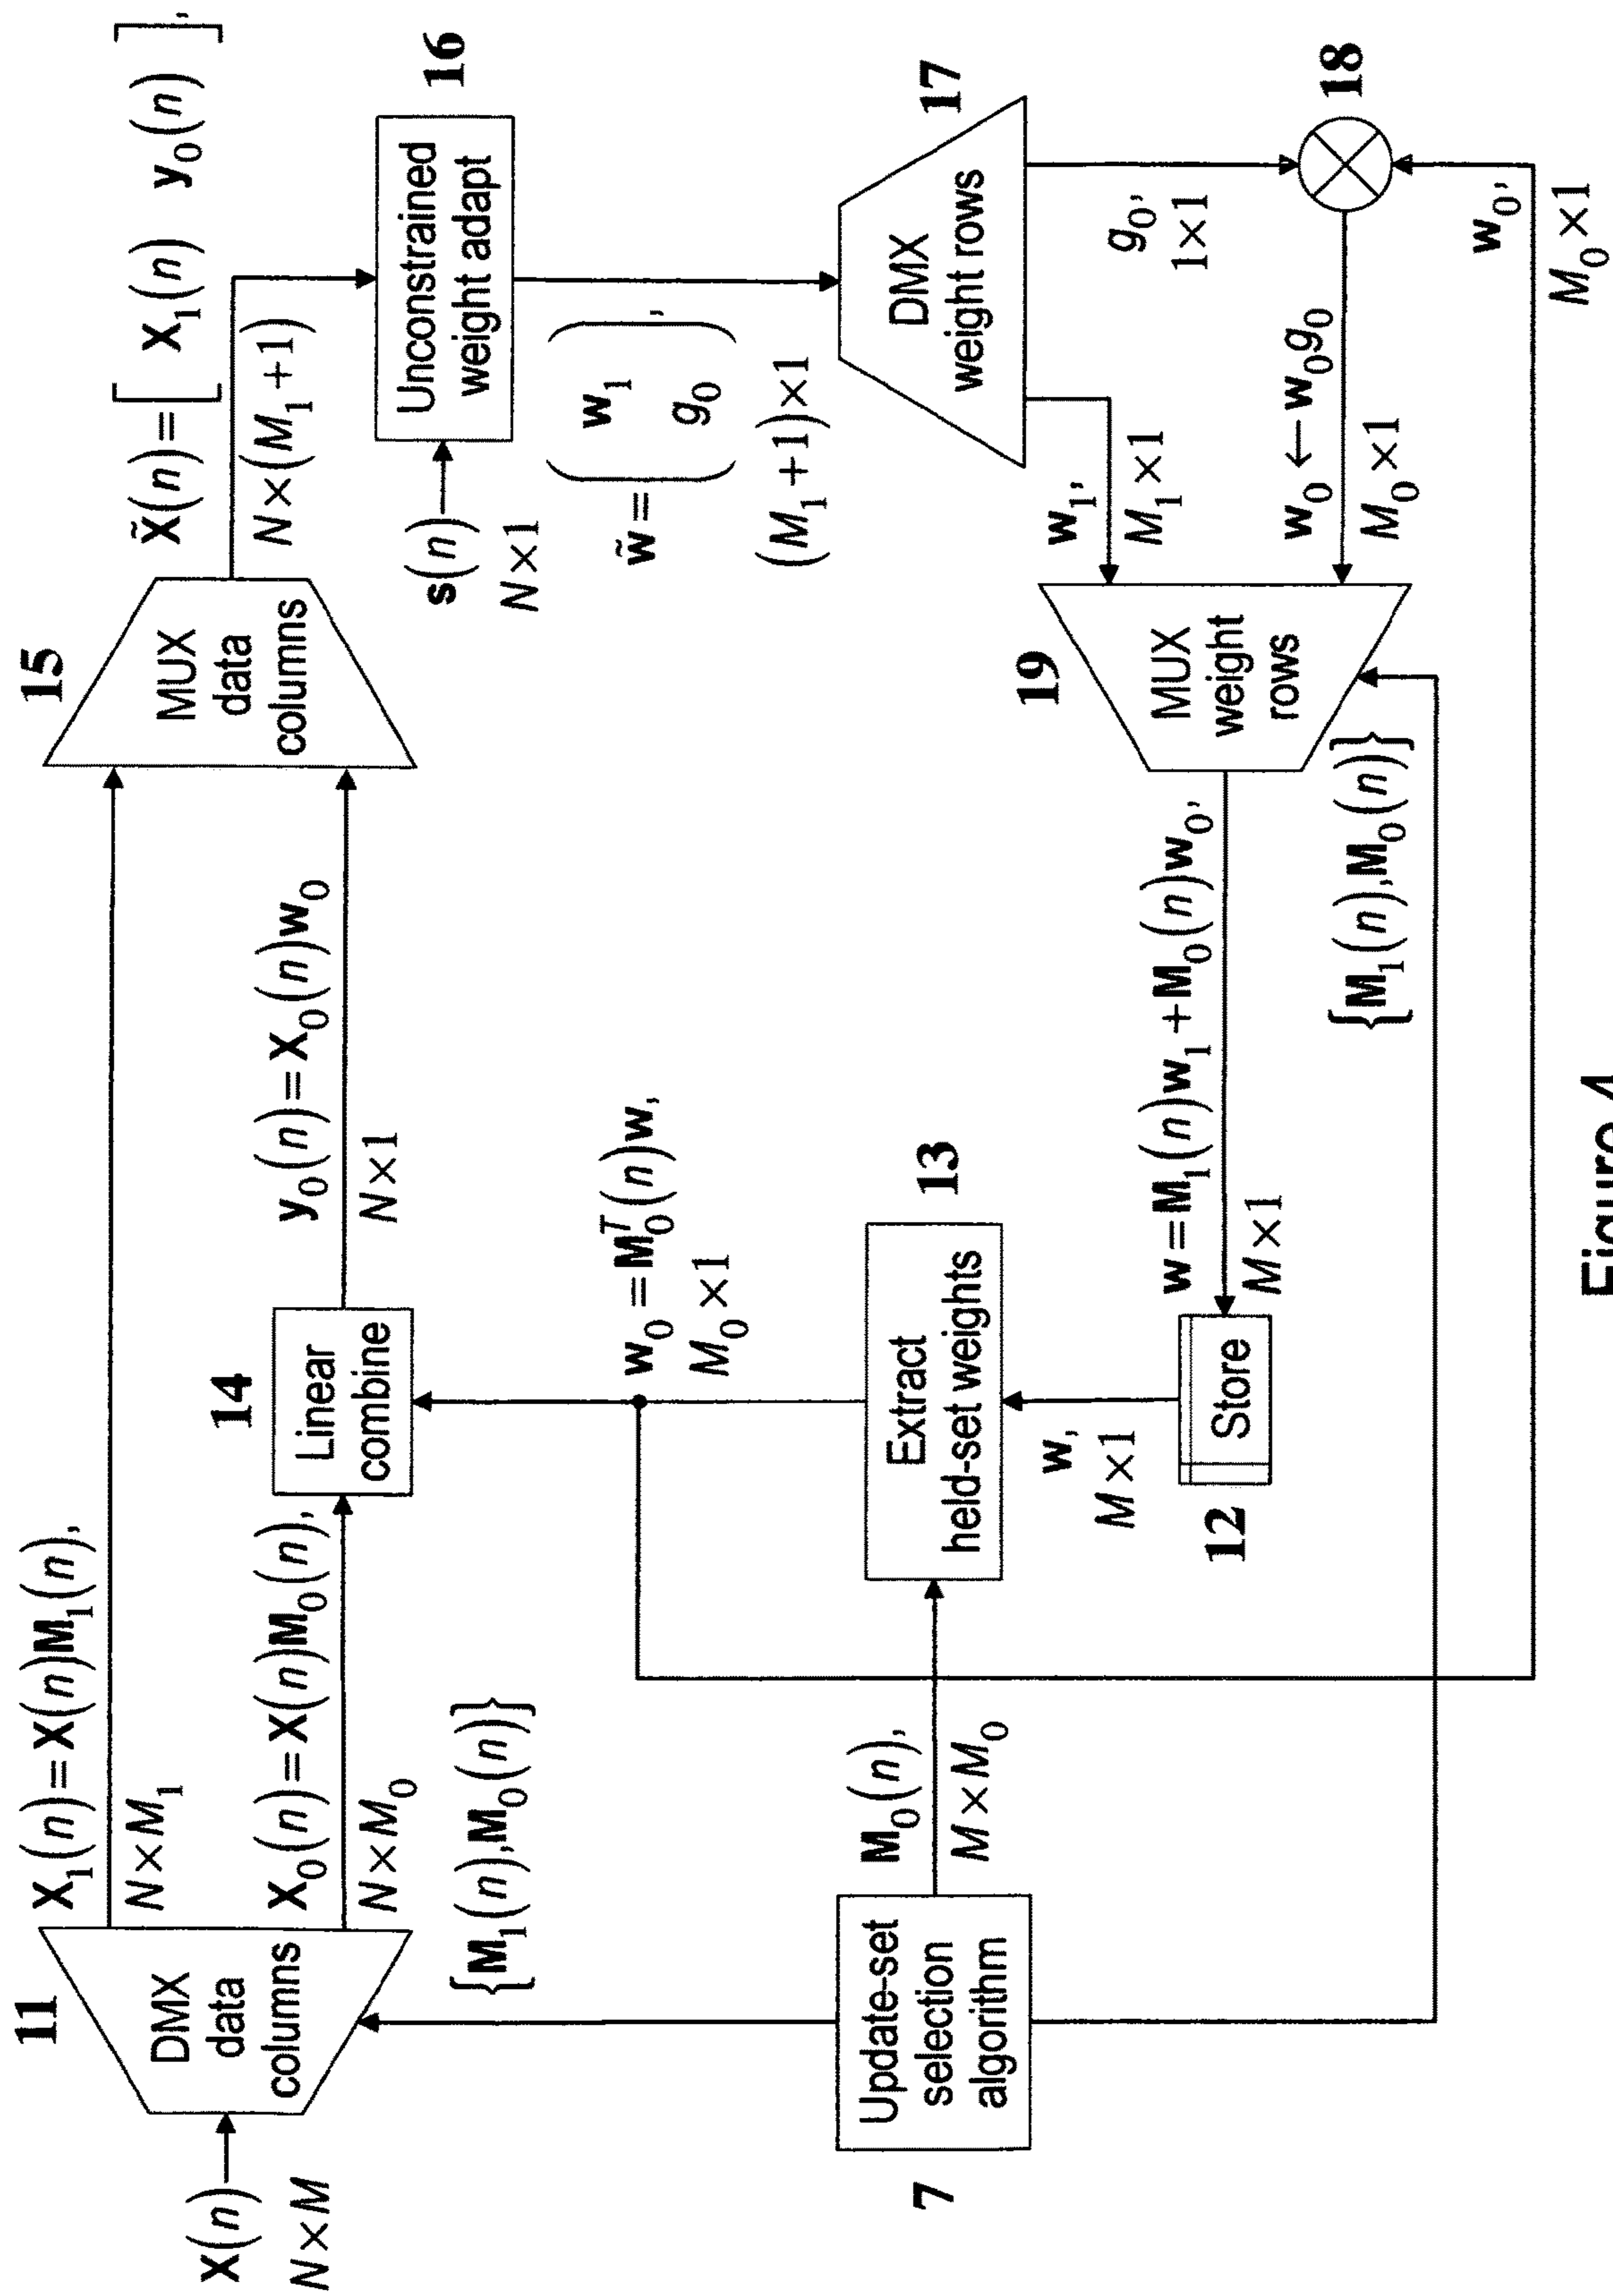 11
X(n)
N×M
DMX
data
columns
X₁(n)=X(n)M₁(n),
N×M₁
X₀(n)=X(n)M₀(n),
N×M₀
{M₁(n),M₀(n)}
14
Linear
combine
y₀(n)=X₀(n)w₀
N×1
15
MUX
data
columns
X̃(n)=[ X₁(n) y₀(n) ],
N×(M₁+1)
s(n)
N×1
16
Unconstrained
weight adapt
w̃=( w₁
g₀ ),
(M₁+1)×1
7
Update-set
selection
algorithm
M₀(n),
M×M₀
13
Extract
held-set weights
w₀=M₀ᵀ(n)w,
M₀×1
w,
M×1
12
Store
w=M₁(n)w₁+M₀(n)w₀,
M×1
19
MUX
weight
rows
{M₁(n),M₀(n)}
w₁,
M₁×1
w₀←w₀g₀
M₀×1
17
DMX
weight rows
g₀,
1×1
18
w₀,
M₀×1
Figure 4